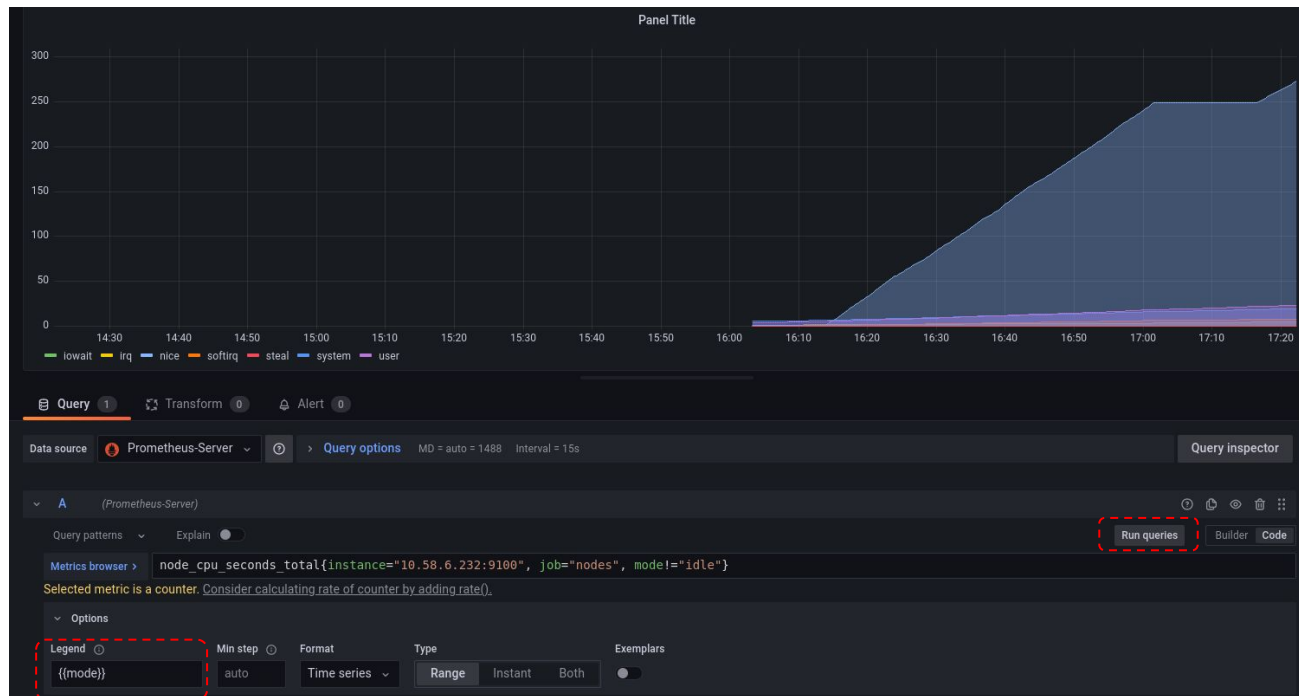 Panel Title
300
250
200
150
100
50
0
14:30 14:40 14:50 15:00 15:10 15:20 15:30 15:40 15:50 16:00 16:10 16:20 16:30 16:40 16:50 17:00 17:10 17:20
iowait irq nice softirq steal system user
Query 1 Transform 0 Alert 0
Data source Prometheus-Server > Query options MD = auto = 1488 Interval = 15s Query inspector
A (Prometheus-Server)
Query patterns Explain Run queries Builder Code
Metrics browser > node_cpu_seconds_total{instance="10.58.6.232:9100", job="nodes", mode!="idle"}
Selected metric is a counter. Consider calculating rate of counter by adding rate().
Options
Legend Min step Format Type Exemplars
{{mode}} auto Time series Range Instant Both